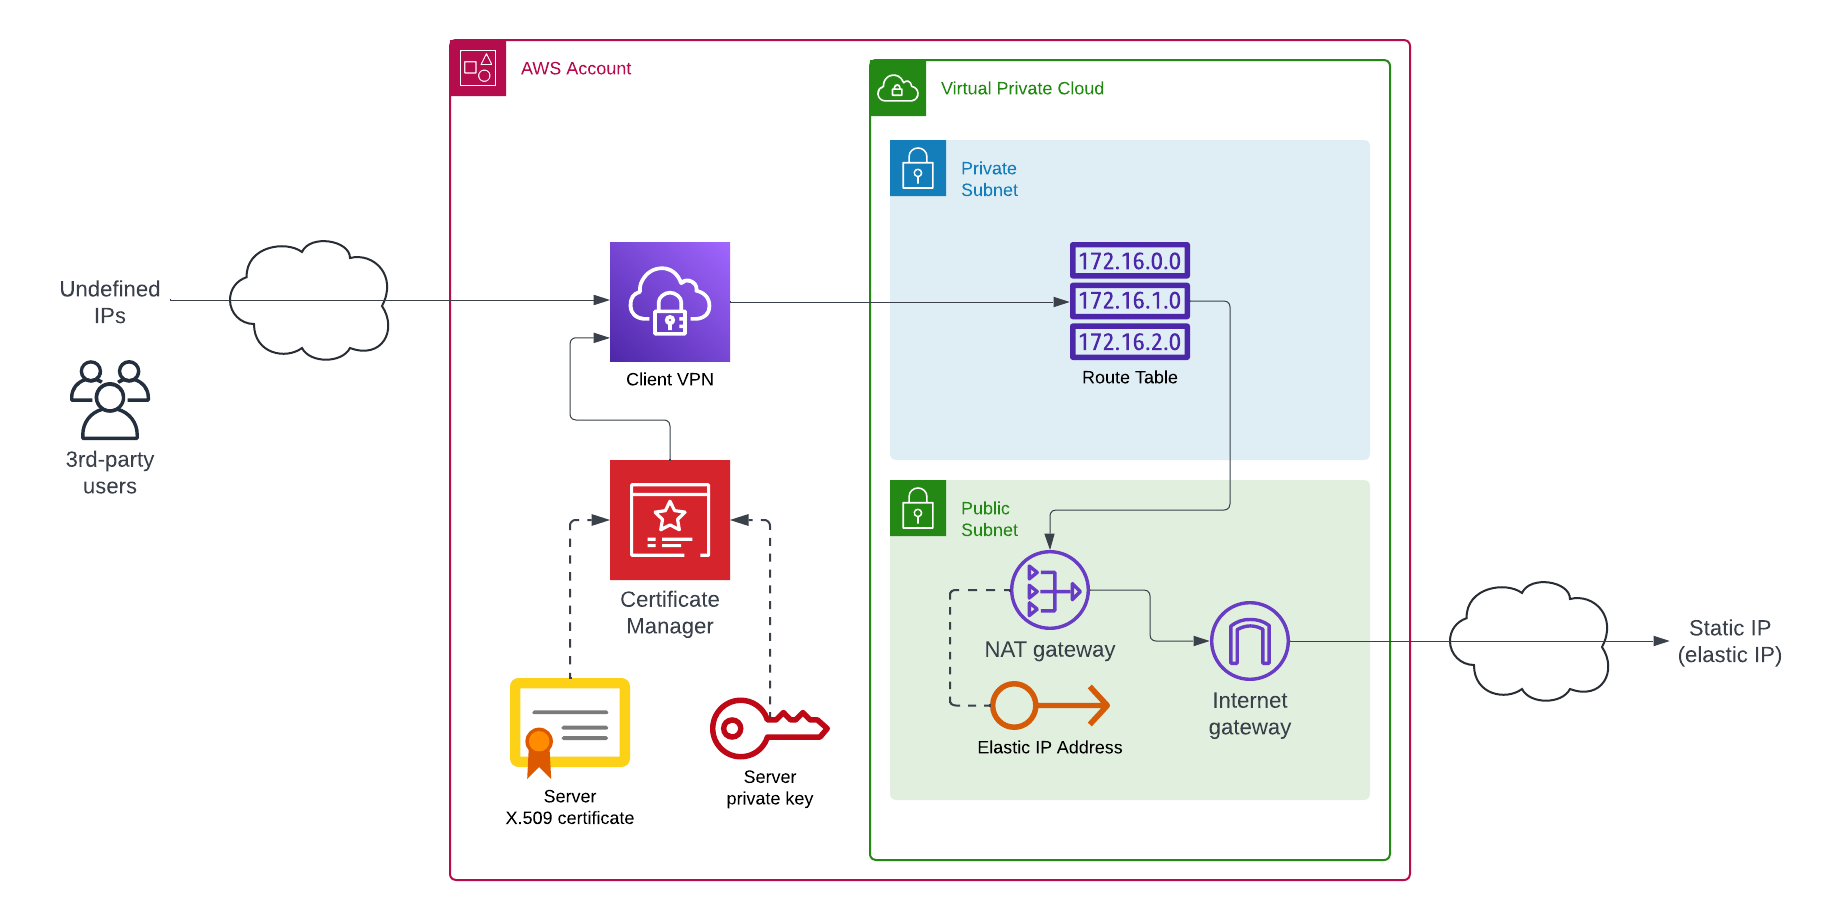 AWS Account
Virtual Private Cloud
Private
Subnet
172.16.0.0
172.16.1.0
172.16.2.0
Route Table
Undefined
IPs
3rd-party
users
Client VPN
Certificate
Manager
Server
X.509 certificate
Server
private key
Public
Subnet
NAT gateway
Elastic IP Address
Internet
gateway
Static IP
(elastic IP)